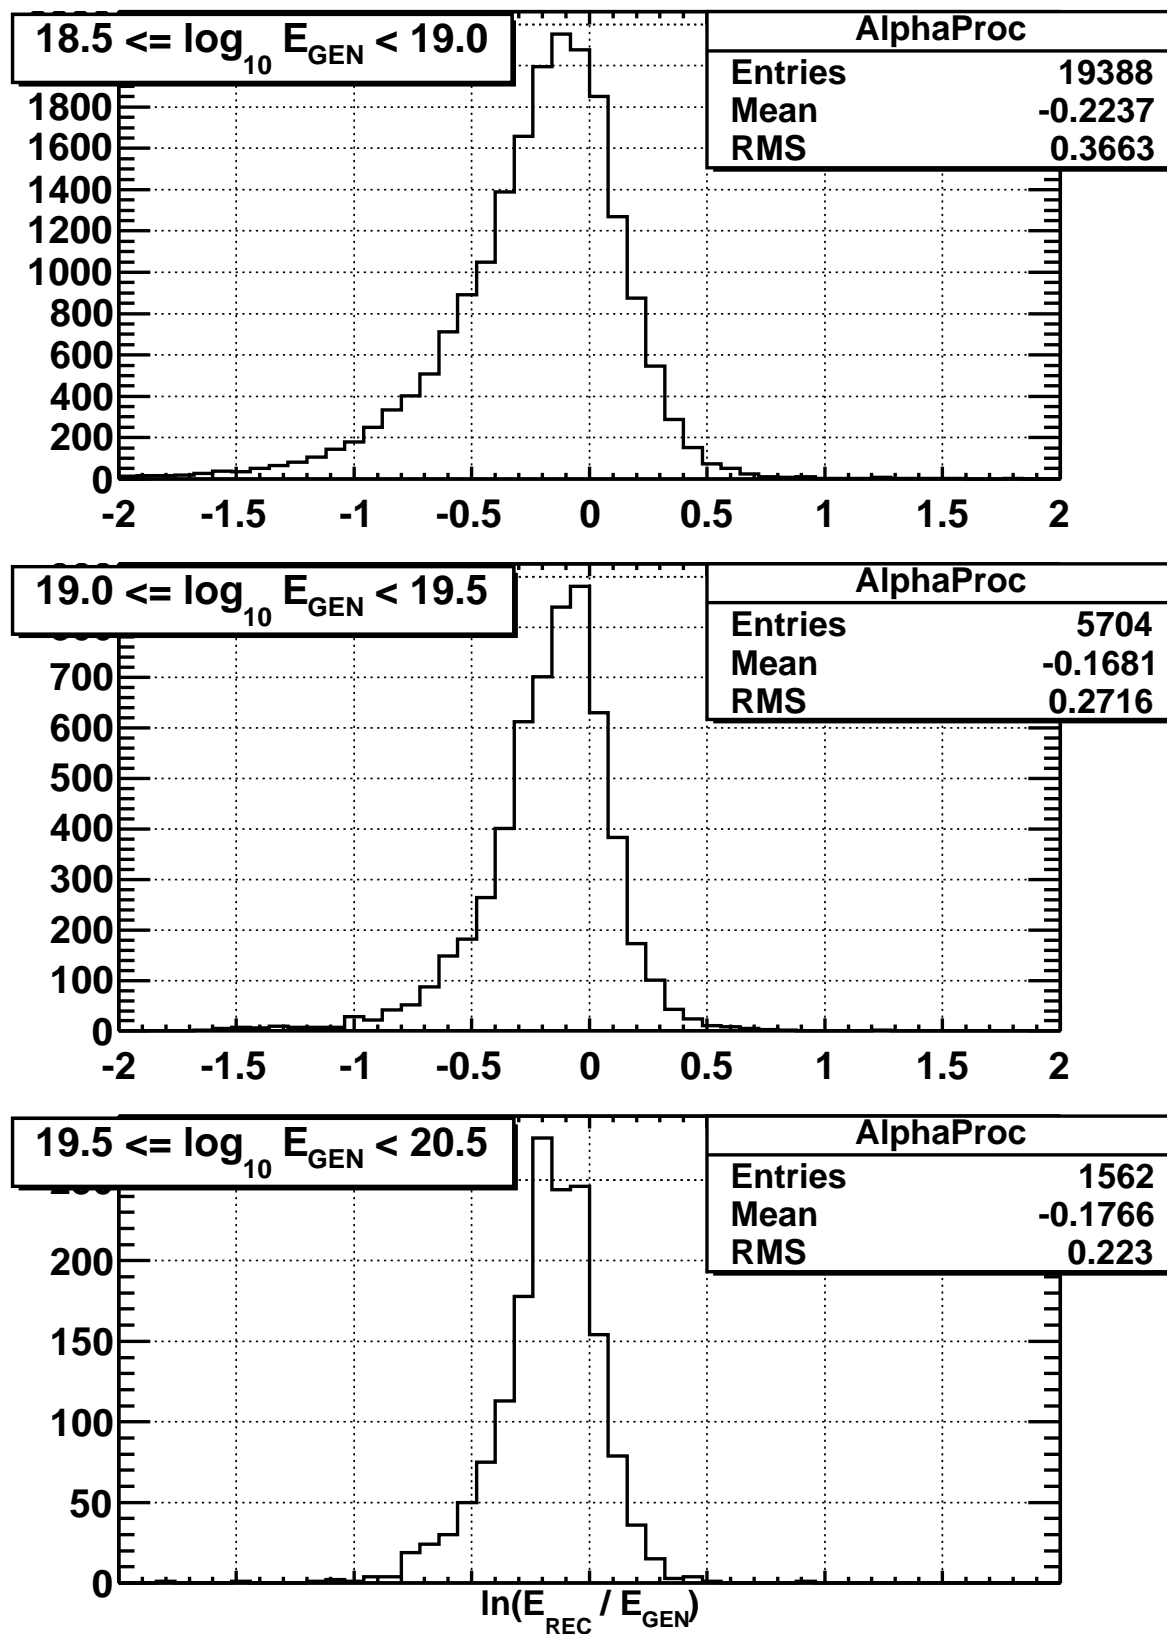 18.5 <= log10 EGEN < 19.0
AlphaProc
Entries 19388
Mean -0.2237
RMS 0.3663
1800
1600
1400
1200
1000
800
600
400
200
0
-2 -1.5 -1 -0.5 0 0.5 1 1.5 2
19.0 <= log10 EGEN < 19.5
AlphaProc
Entries 5704
Mean -0.1681
RMS 0.2716
700
600
500
400
300
200
100
0
-2 -1.5 -1 -0.5 0 0.5 1 1.5 2
19.5 <= log10 EGEN < 20.5
AlphaProc
Entries 1562
Mean -0.1766
RMS 0.223
200
150
100
50
0
ln(EREC / EGEN)